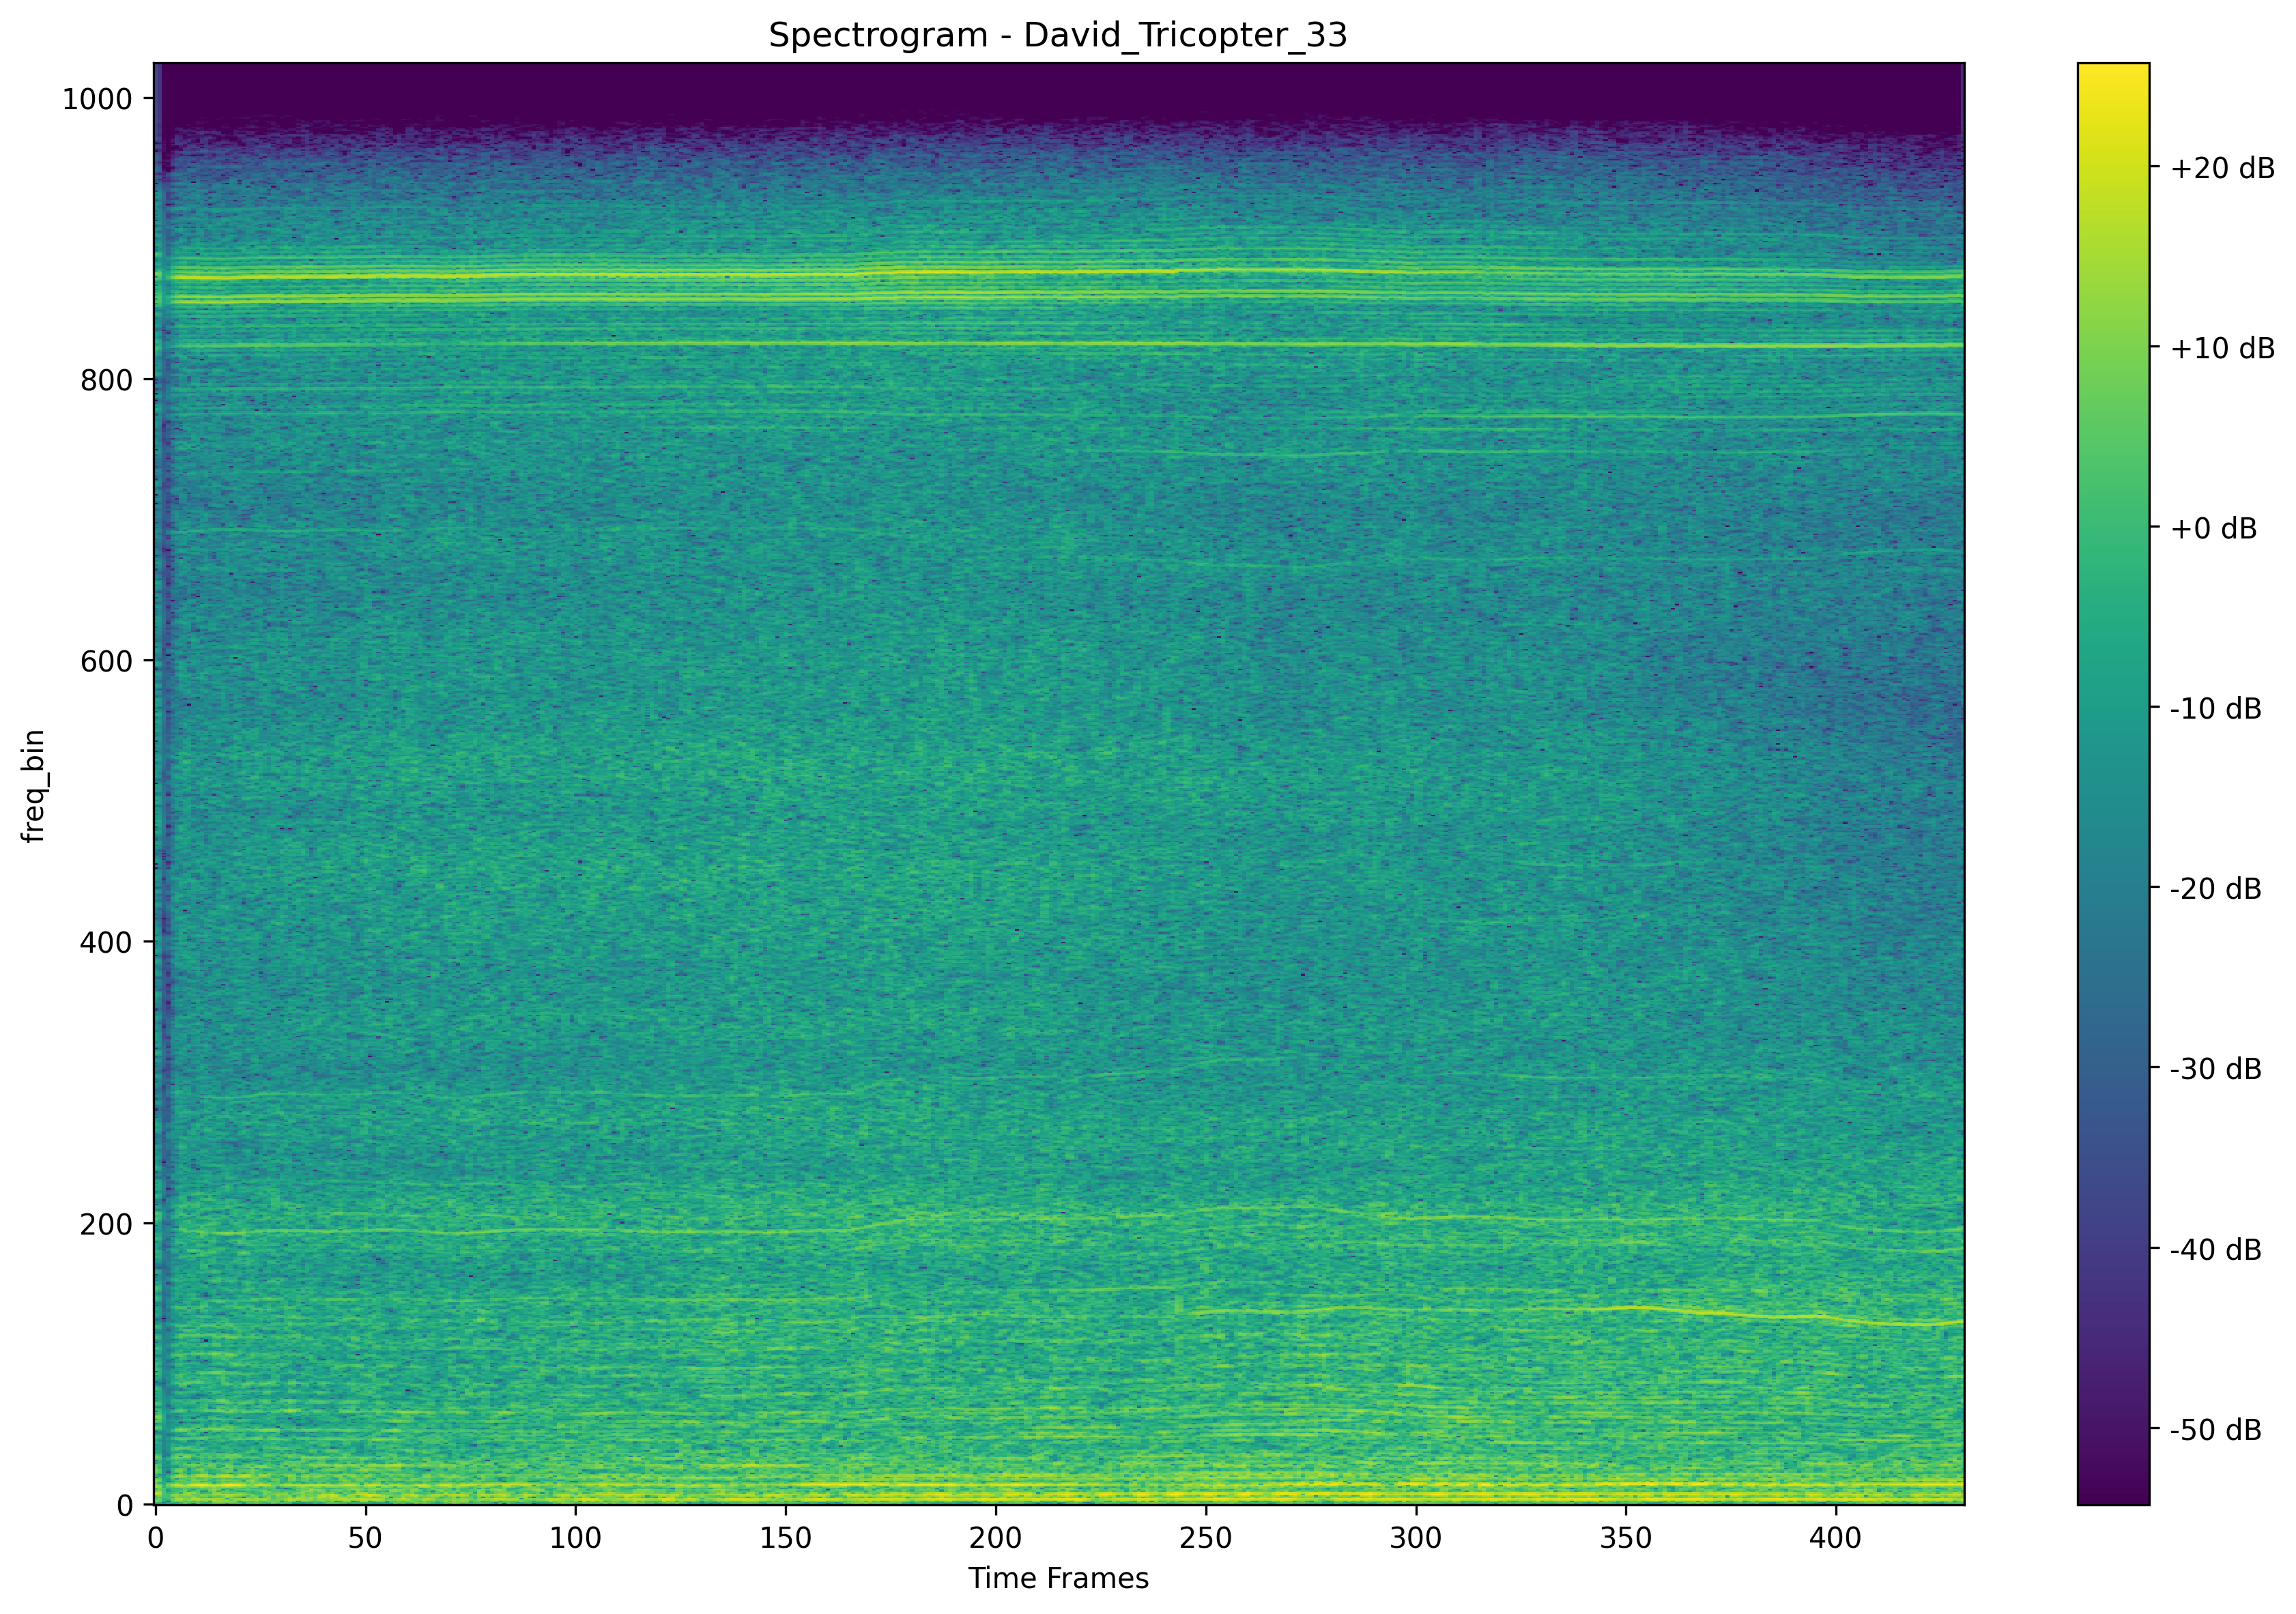 Spectrogram - David_Tricopter_33
freq_bin
1000
800
600
400
200
0
0 50 100 150 200 250 300 350 400
Time Frames
+20 dB
+10 dB
+0 dB
-10 dB
-20 dB
-30 dB
-40 dB
-50 dB